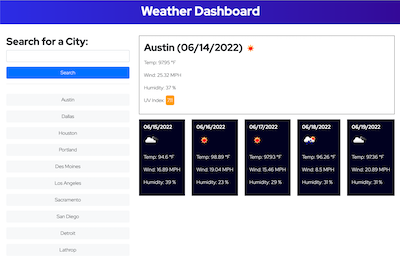 Weather Dashboard
Search for a City:
Search
Austin
Dallas
Houston
Portland
Des Moines
Los Angeles
Sacramento
San Diego
Detroit
Lathrop
Austin (06/14/2022)
Temp: 97.95 °F
Wind: 25.32 MPH
Humidity: 37 %
UV Index:
06/15/2022
Temp: 94.6 °F
Wind: 16.89 MPH
Humidity: 39 %
06/16/2022
Temp: 98.89 °F
Wind: 19.04 MPH
Humidity: 23 %
06/17/2022
Temp: 97.93 °F
Wind: 15.46 MPH
Humidity: 29 %
06/18/2022
Temp: 96.26 °F
Wind: 8.5 MPH
Humidity: 31 %
06/19/2022
Temp: 97.36 °F
Wind: 20.89 MPH
Humidity: 31 %